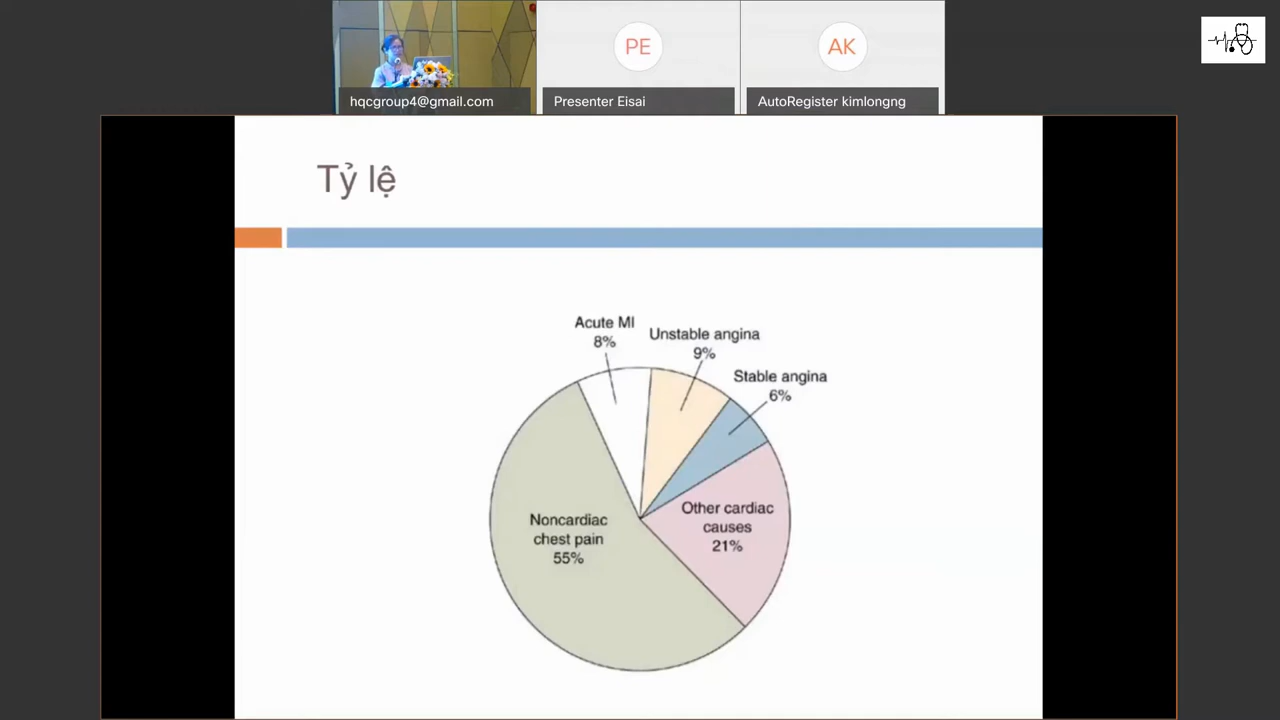 PE
AK
hqcgroup4@gmail.com
Presenter Eisai
AutoRegister kimlongng
Tỷ lệ
Acute MI
8%
Unstable angina
9%
Stable angina
6%
Other cardiac
causes
21%
Noncardiac
chest pain
55%